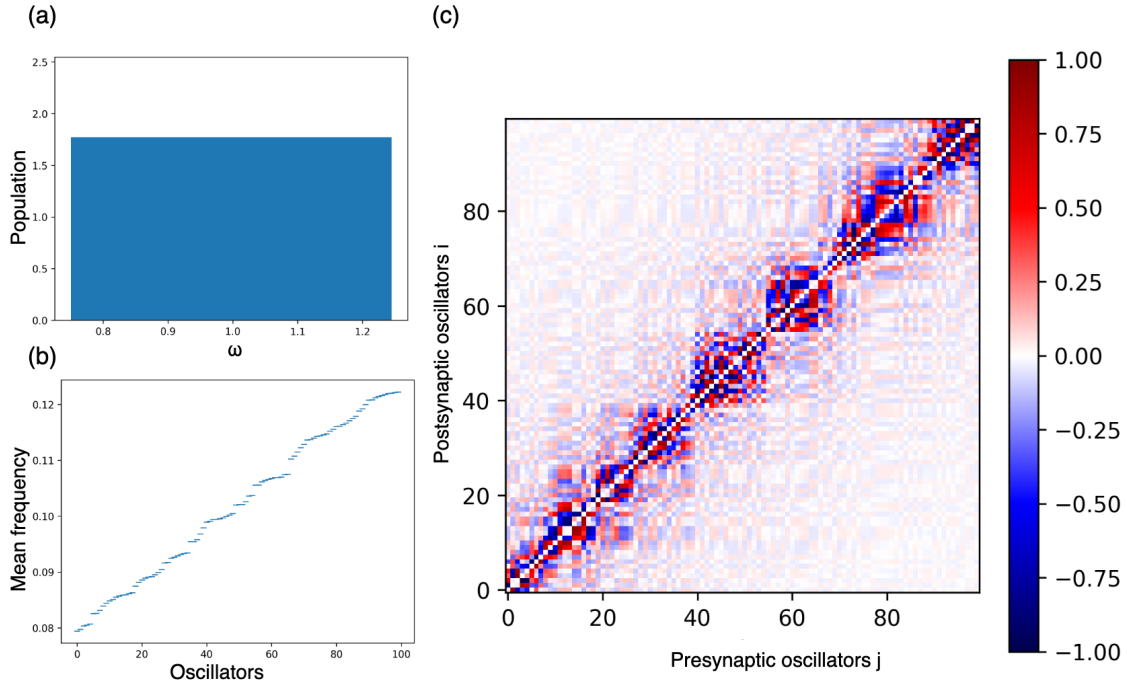 (a)
2.5
2.0
1.5
1.0
0.5
0.0
Population
0.8 0.9 1.0 1.1 1.2
ω
(b)
0.12
0.11
0.10
0.09
0.08
Mean frequency
0 20 40 60 80 100
Oscillators
(c)
80
60
40
20
0
Postsynaptic oscillators i
0 20 40 60 80
Presynaptic oscillators j
1.00
0.75
0.50
0.25
0.00
−0.25
−0.50
−0.75
−1.00